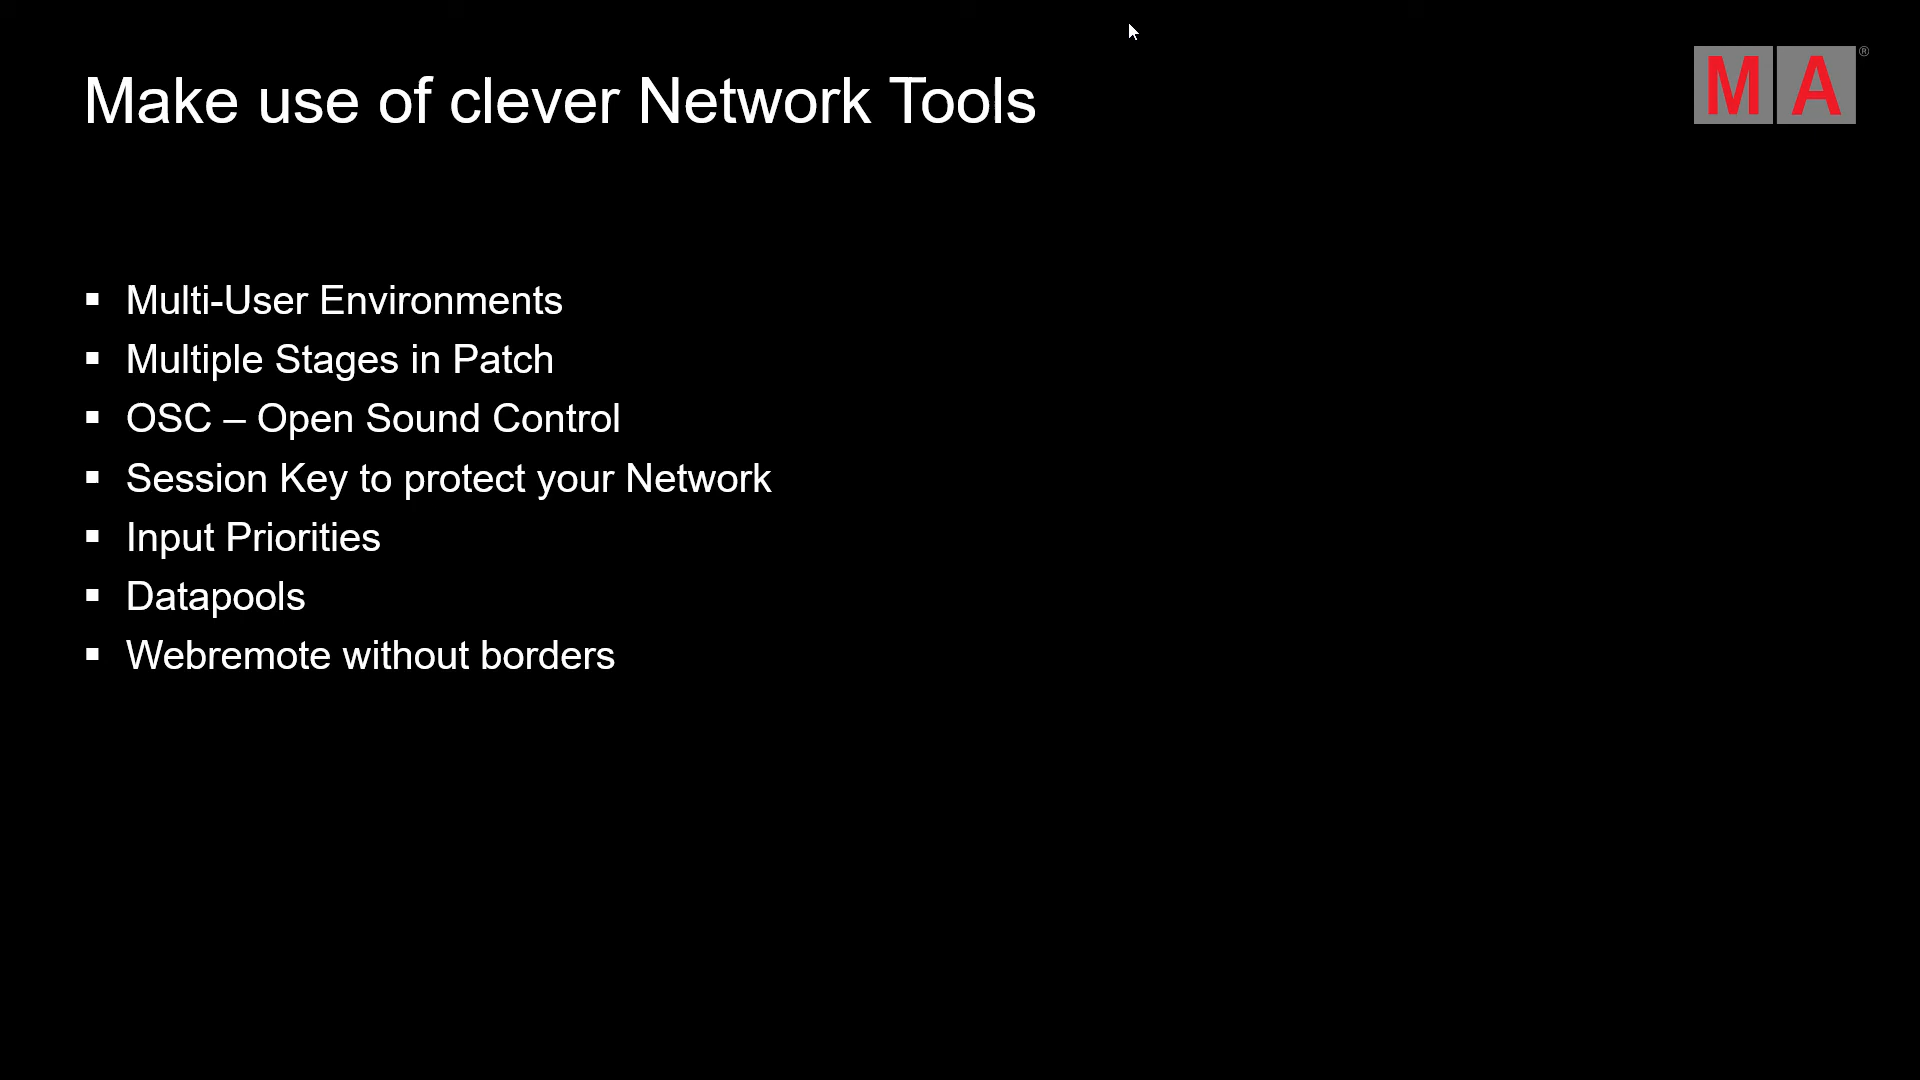 Make use of clever Network Tools
MA®
▪ Multi-User Environments
▪ Multiple Stages in Patch
▪ OSC – Open Sound Control
▪ Session Key to protect your Network
▪ Input Priorities
▪ Datapools
▪ Webremote without borders